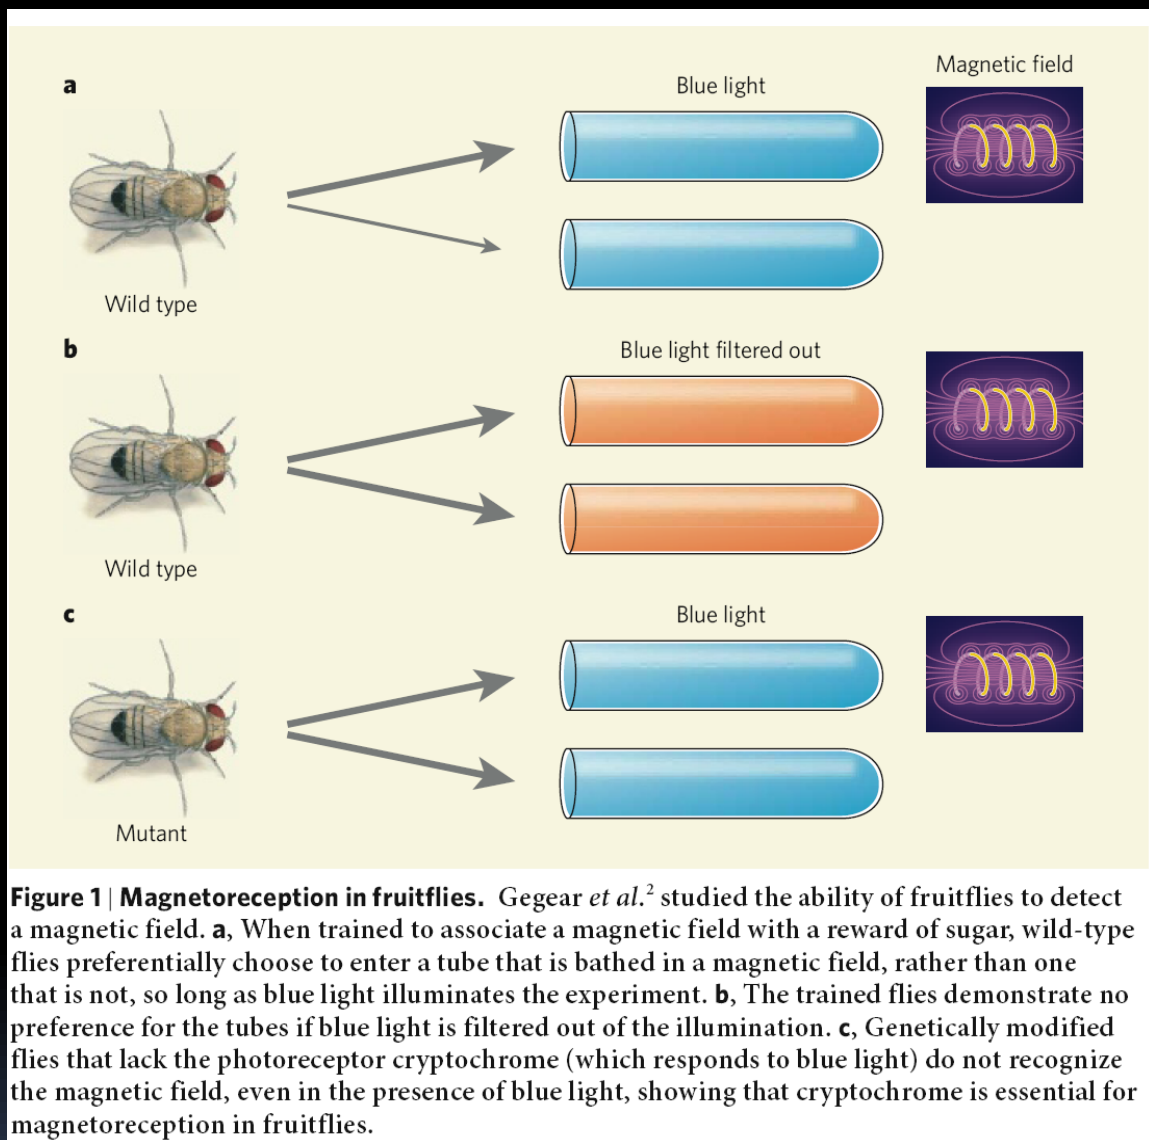 a
Blue light
Magnetic field
Wild type
b
Blue light filtered out
Wild type
c
Blue light
Mutant
Figure 1 | Magnetoreception in fruitflies. Gegear et al.² studied the ability of fruitflies to detect
a magnetic field. a, When trained to associate a magnetic field with a reward of sugar, wild-type
flies preferentially choose to enter a tube that is bathed in a magnetic field, rather than one
that is not, so long as blue light illuminates the experiment. b, The trained flies demonstrate no
preference for the tubes if blue light is filtered out of the illumination. c, Genetically modified
flies that lack the photoreceptor cryptochrome (which responds to blue light) do not recognize
the magnetic field, even in the presence of blue light, showing that cryptochrome is essential for
magnetoreception in fruitflies.